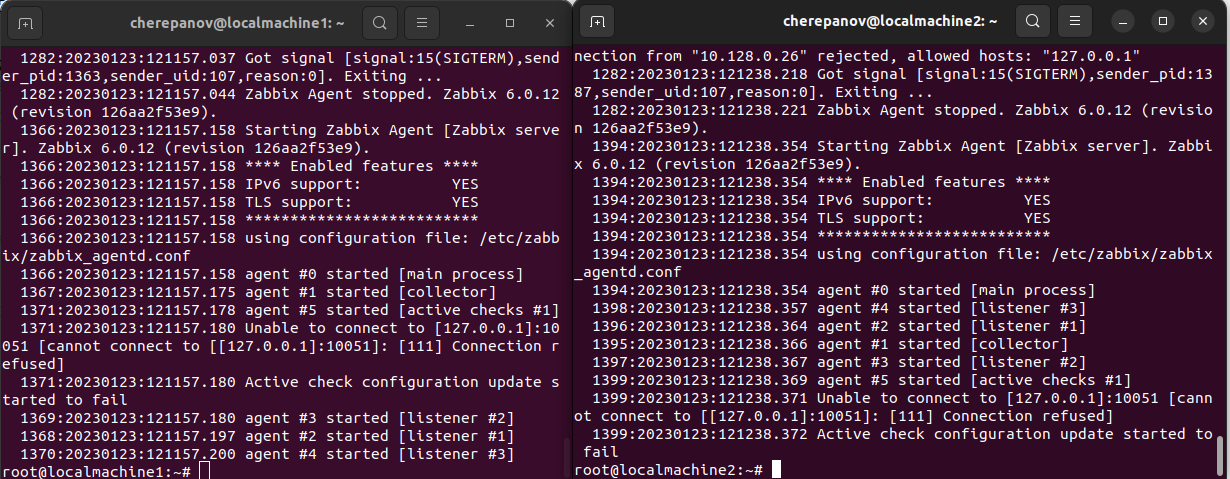 cherepanov@localmachine1: ~
1282:20230123:121157.037 Got signal [signal:15(SIGTERM),send
er_pid:1363,sender_uid:107,reason:0]. Exiting ...
1282:20230123:121157.044 Zabbix Agent stopped. Zabbix 6.0.12
(revision 126aa2f53e9).
1366:20230123:121157.158 Starting Zabbix Agent [Zabbix serve
r]. Zabbix 6.0.12 (revision 126aa2f53e9).
1366:20230123:121157.158 **** Enabled features ****
1366:20230123:121157.158 IPv6 support:          YES
1366:20230123:121157.158 TLS support:           YES
1366:20230123:121157.158 **************************
1366:20230123:121157.158 using configuration file: /etc/zabb
ix/zabbix_agentd.conf
1366:20230123:121157.158 agent #0 started [main process]
1367:20230123:121157.175 agent #1 started [collector]
1371:20230123:121157.178 agent #5 started [active checks #1]
1371:20230123:121157.180 Unable to connect to [127.0.0.1]:10
051 [cannot connect to [[127.0.0.1]:10051]: [111] Connection r
efused]
1371:20230123:121157.180 Active check configuration update s
tarted to fail
1369:20230123:121157.180 agent #3 started [listener #2]
1368:20230123:121157.197 agent #2 started [listener #1]
1370:20230123:121157.200 agent #4 started [listener #3]
root@localmachine1:~#
cherepanov@localmachine2: ~
nection from "10.128.0.26" rejected, allowed hosts: "127.0.0.1"
1282:20230123:121238.218 Got signal [signal:15(SIGTERM),sender_pid:13
87,sender_uid:107,reason:0]. Exiting ...
1282:20230123:121238.221 Zabbix Agent stopped. Zabbix 6.0.12 (revisio
n 126aa2f53e9).
1394:20230123:121238.354 Starting Zabbix Agent [Zabbix server]. Zabbi
x 6.0.12 (revision 126aa2f53e9).
1394:20230123:121238.354 **** Enabled features ****
1394:20230123:121238.354 IPv6 support:          YES
1394:20230123:121238.354 TLS support:           YES
1394:20230123:121238.354 **************************
1394:20230123:121238.354 using configuration file: /etc/zabbix/zabbix
_agentd.conf
1394:20230123:121238.354 agent #0 started [main process]
1398:20230123:121238.357 agent #4 started [listener #3]
1396:20230123:121238.364 agent #2 started [listener #1]
1395:20230123:121238.366 agent #1 started [collector]
1397:20230123:121238.367 agent #3 started [listener #2]
1399:20230123:121238.369 agent #5 started [active checks #1]
1399:20230123:121238.371 Unable to connect to [127.0.0.1]:10051 [cann
ot connect to [[127.0.0.1]:10051]: [111] Connection refused]
1399:20230123:121238.372 Active check configuration update started to
fail
root@localmachine2:~#